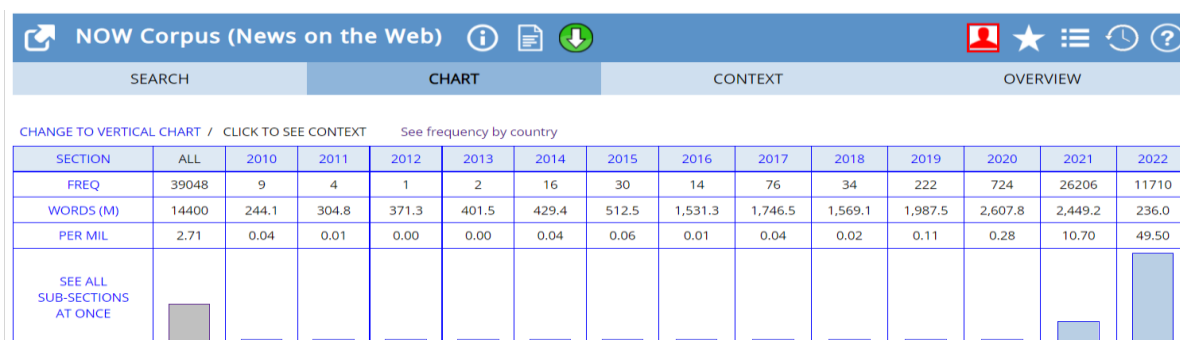 NOW Corpus (News on the Web)
SEARCH CHART CONTEXT OVERVIEW
CHANGE TO VERTICAL CHART / CLICK TO SEE CONTEXT See frequency by country
SECTION ALL 2010 2011 2012 2013 2014 2015 2016 2017 2018 2019 2020 2021 2022
FREQ 39048 9 4 1 2 16 30 14 76 34 222 724 26206 11710
WORDS (M) 14400 244.1 304.8 371.3 401.5 429.4 512.5 1,531.3 1,746.5 1,569.1 1,987.5 2,607.8 2,449.2 236.0
PER MIL 2.71 0.04 0.01 0.00 0.00 0.04 0.06 0.01 0.04 0.02 0.11 0.28 10.70 49.50
SEE ALL
SUB-SECTIONS
AT ONCE